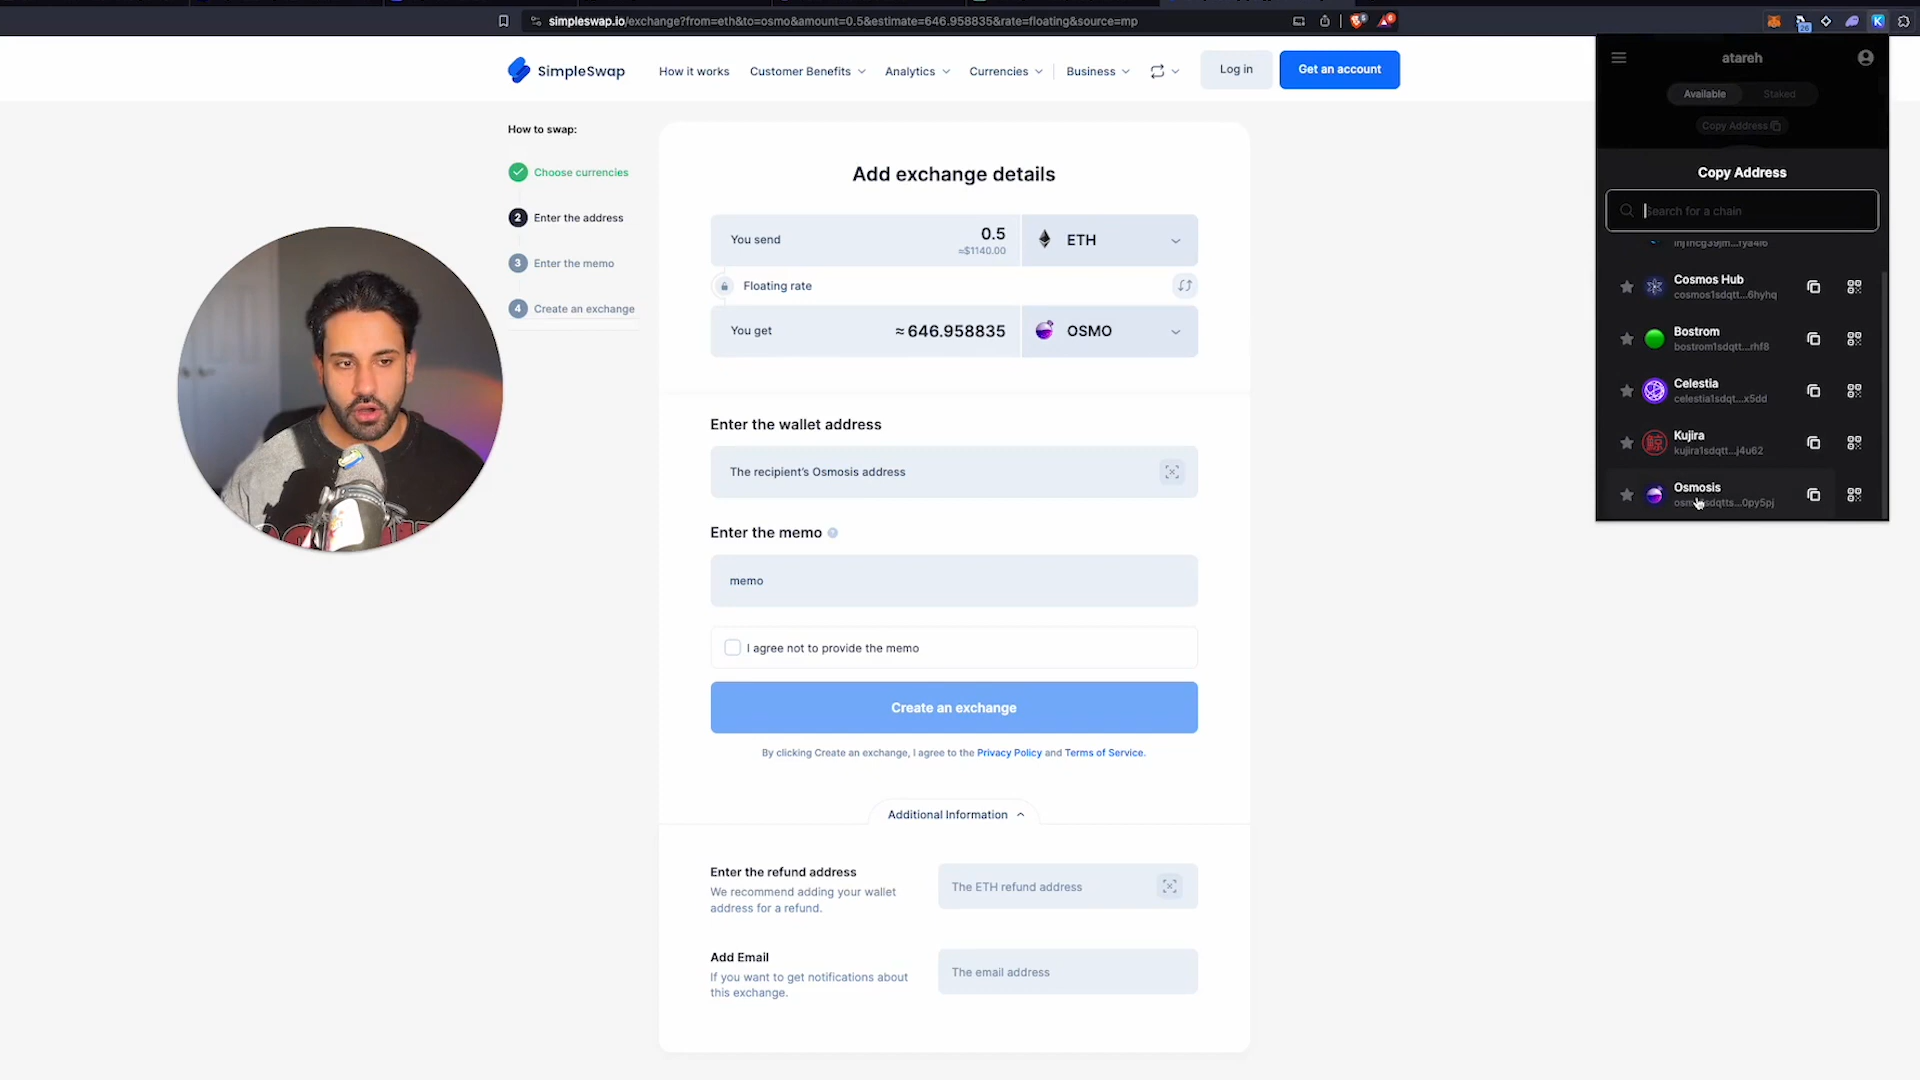 simpleswap.io/exchange?from=eth&to=osmo&amount=0.5&estimate=646.958835&rate=floating&source=mp
SimpleSwap
How it works
Customer Benefits
Analytics
Currencies
Business
Log in
Get an account
How to swap:
Choose currencies
2 Enter the address
3 Enter the memo
4 Create an exchange
Add exchange details
You send
0.5
≈$1140.00
ETH
Floating rate
You get
≈ 646.958835
OSMO
Enter the wallet address
The recipient's Osmosis address
Enter the memo
memo
I agree not to provide the memo
Create an exchange
By clicking Create an exchange, I agree to the Privacy Policy and Terms of Service.
Additional Information
Enter the refund address
We recommend adding your wallet
address for a refund.
The ETH refund address
Add Email
If you want to get notifications about
this exchange.
The email address
atareh
Available
Staked
Copy Address
Copy Address
Search for a chain
Cosmos Hub
cosmos1sdqtt...6hyhq
Bostrom
bostrom1sdqtt...rhf8
Celestia
celestia1sdqt...x5dd
Kujira
kujira1sdqtt...j4u62
Osmosis